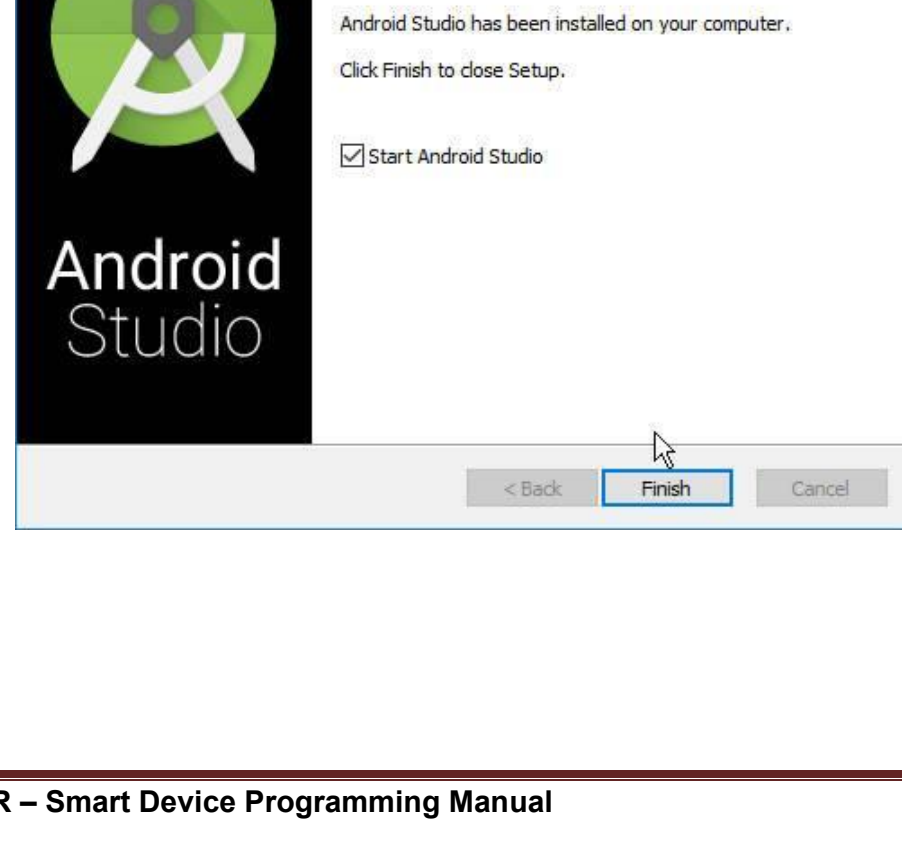 Android Studio has been installed on your computer.
Click Finish to close Setup.
Start Android Studio
Android
Studio
< Back
Finish
Cancel
R – Smart Device Programming Manual